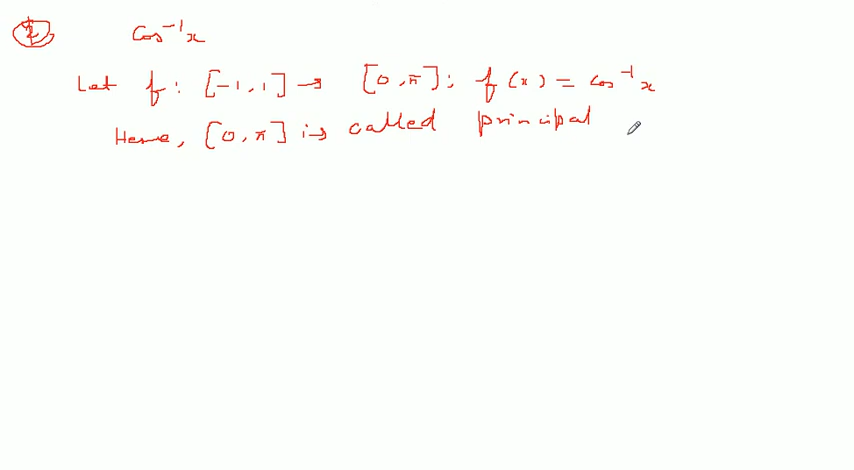 ② cos⁻¹x
Let f : [-1, 1] → [0, π] ; f(x) = cos⁻¹x
Here, [0, π] is called principal